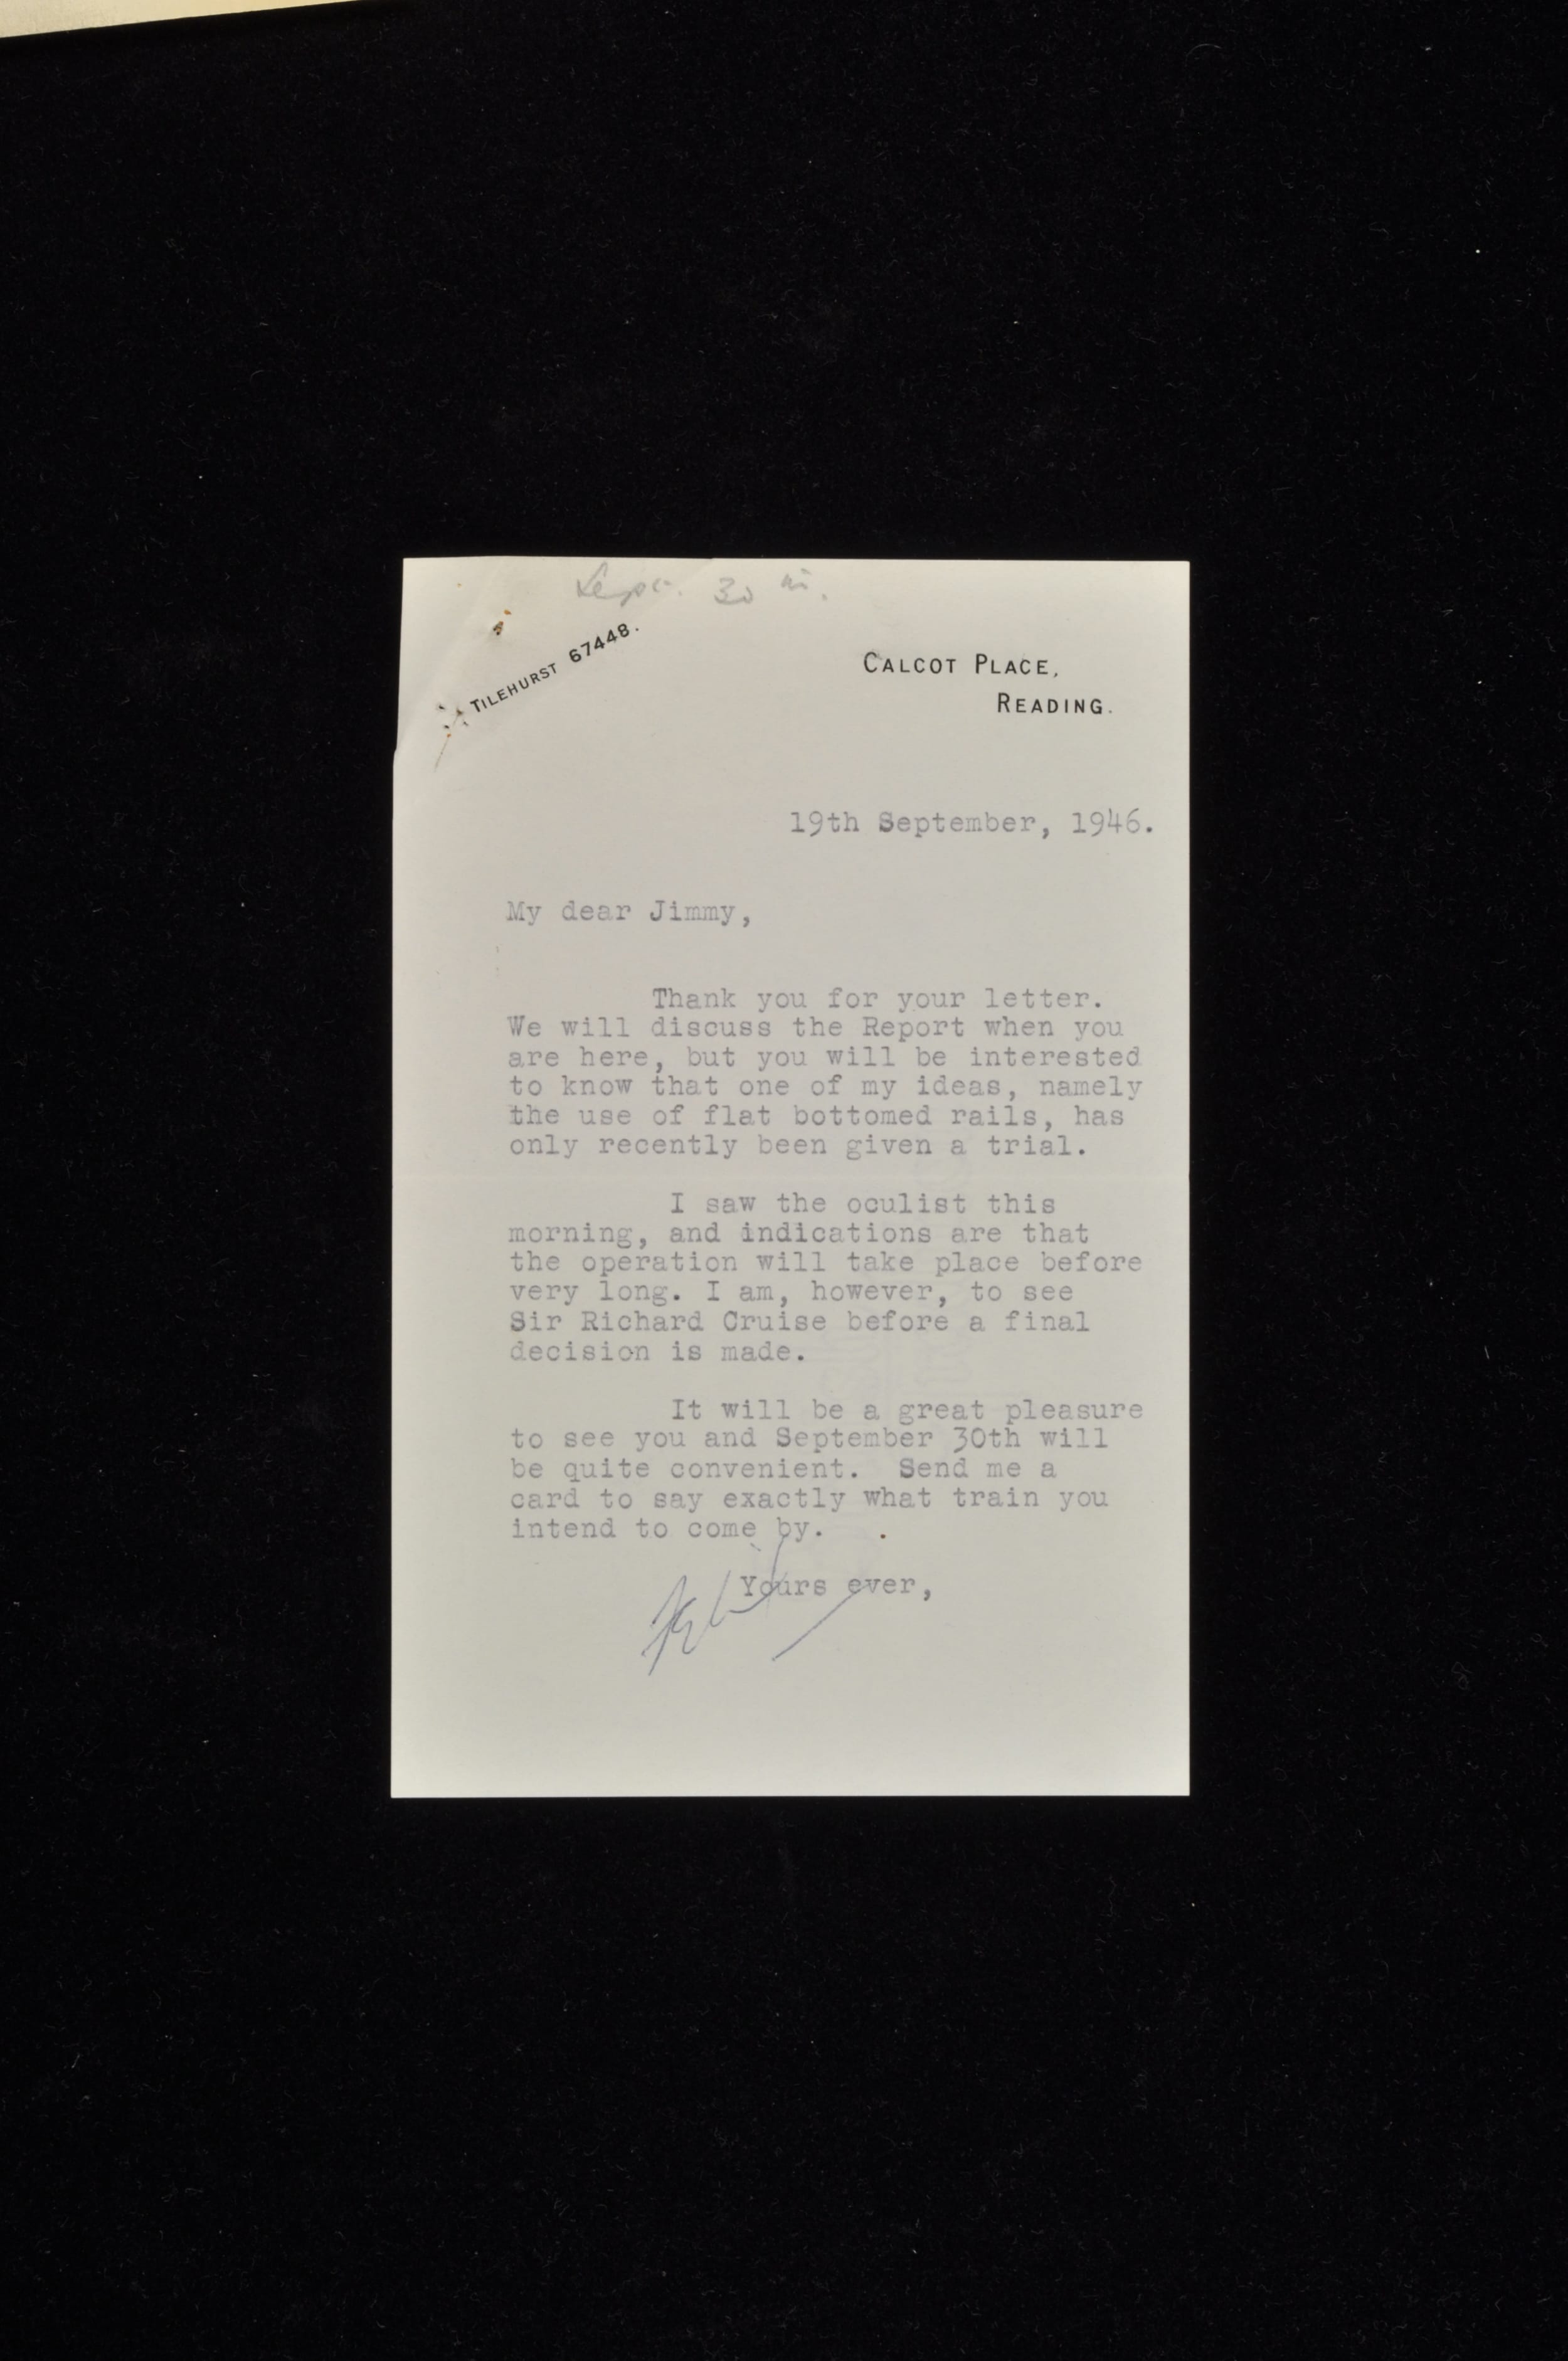 Sept. 30th.
TILEHURST 67448.
CALCOT PLACE,
READING.
19th September, 1946.
My dear Jimmy,
Thank you for your letter.
We will discuss the Report when you
are here, but you will be interested
to know that one of my ideas, namely
the use of flat bottomed rails, has
only recently been given a trial.
I saw the oculist this
morning, and indications are that
the operation will take place before
very long. I am, however, to see
Sir Richard Cruise before a final
decision is made.
It will be a great pleasure
to see you and September 30th will
be quite convenient.  Send me a
card to say exactly what train you
intend to come by.
Yours ever,